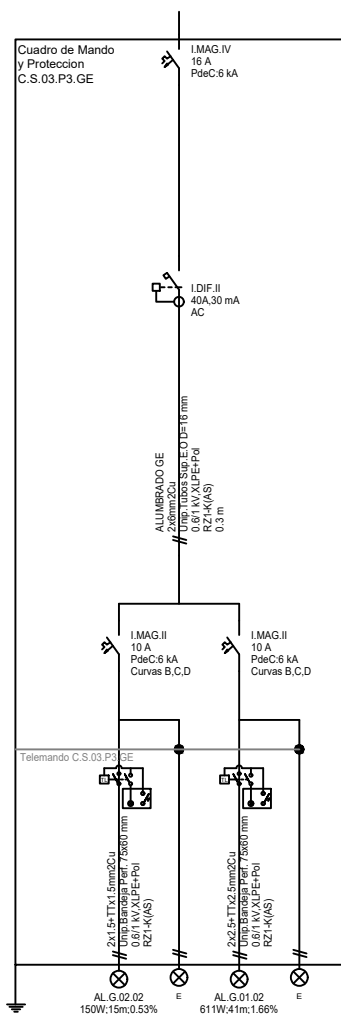 Cuadro de Mando
y Proteccion
C.S.03.P3.GE
I.MAG.IV
16 A
PdeC:6 kA
I.DIF.II
40A,30 mA
AC
ALUMBRADO GE
2x6mm2Cu
Unip.Tubos Sup.E.O D=16 mm
0.6/1 kV,XLPE+Pol
RZ1-K(AS)
0.3 m
I.MAG.II
10 A
PdeC:6 kA
Curvas B,C,D
I.MAG.II
10 A
PdeC:6 kA
Curvas B,C,D
Telemando C.S.03.P3.GE
2x1.5+TTx1.5mm2Cu
Unip.Bandeja Perf. 75x60 mm
0.6/1 kV,XLPE+Pol
RZ1-K(AS)
2x2.5+TTx2.5mm2Cu
Unip.Bandeja Perf. 75x60 mm
0.6/1 kV,XLPE+Pol
RZ1-K(AS)
AL.G.02.02
150W;15m;0.53%
E
AL.G.01.02
611W;41m;1.66%
E